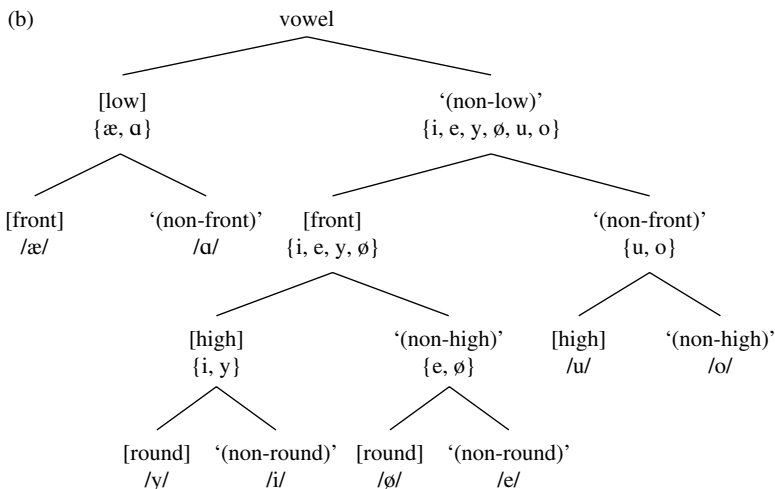 (b) vowel
[low] ‘(non-low)’
{æ, ɑ} {i, e, y, ø, u, o}
[front] ‘(non-front)’ [front] ‘(non-front)’
/æ/ /ɑ/ {i, e, y, ø} {u, o}
[high] ‘(non-high)’ [high] ‘(non-high)’
{i, y} {e, ø} /u/ /o/
[round] ‘(non-round)’ [round] ‘(non-round)’
/y/ /i/ /ø/ /e/